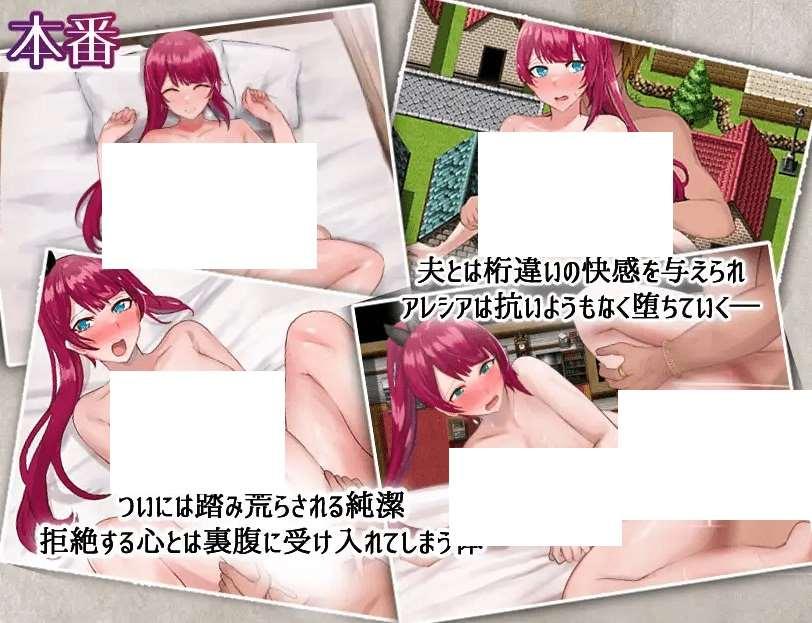 本番
夫とは桁違いの快感を与えられ
アレシアは抗いようもなく堕ちていく―
ついには踏み荒らされる純潔
拒絶する心とは裏腹に受け入れてしまう体